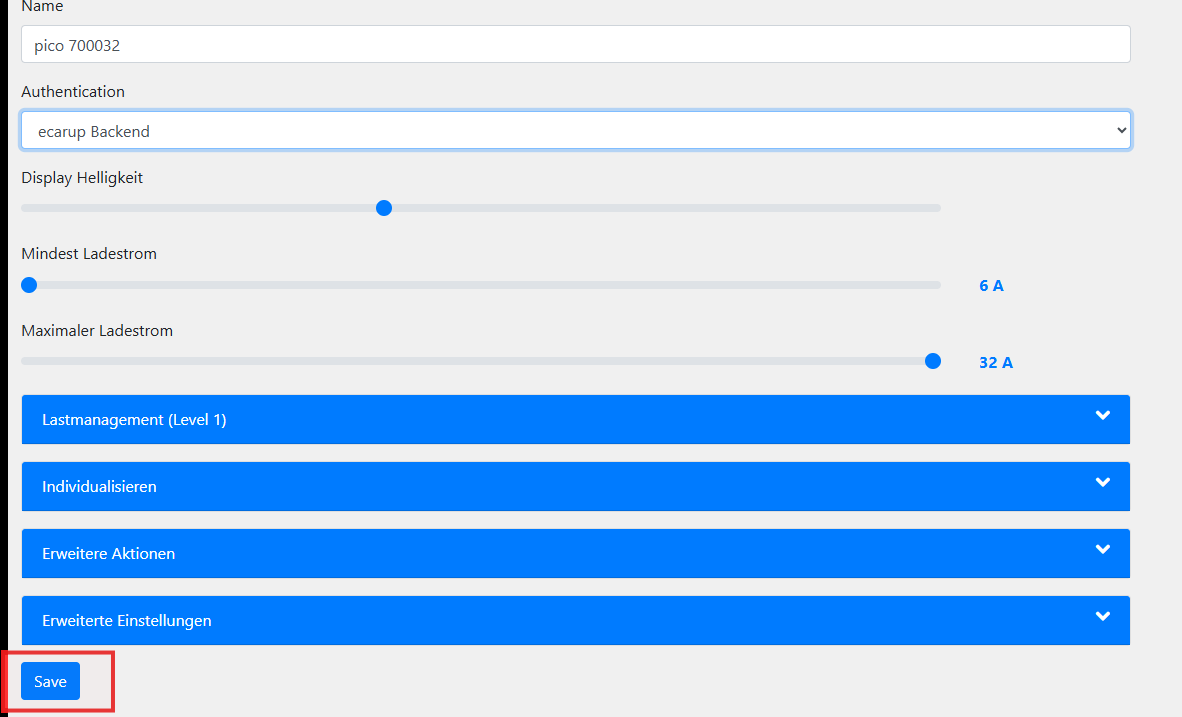 Name
pico 700032
Authentication
ecarup Backend
Display Helligkeit
Mindest Ladestrom
6 A
Maximaler Ladestrom
32 A
Lastmanagement (Level 1)
Individualisieren
Erweitere Aktionen
Erweiterte Einstellungen
Save